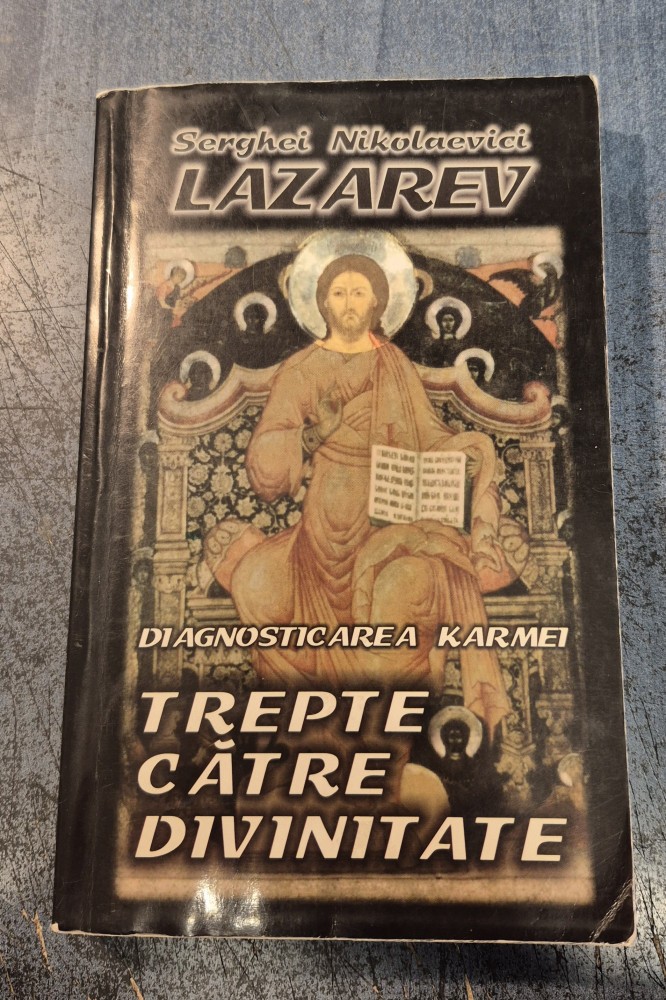 Serghei Nikolaevici
LAZAREV
DIAGNOSTICAREA KARMEI
TREPTE
CĂTRE
DIVINITATE